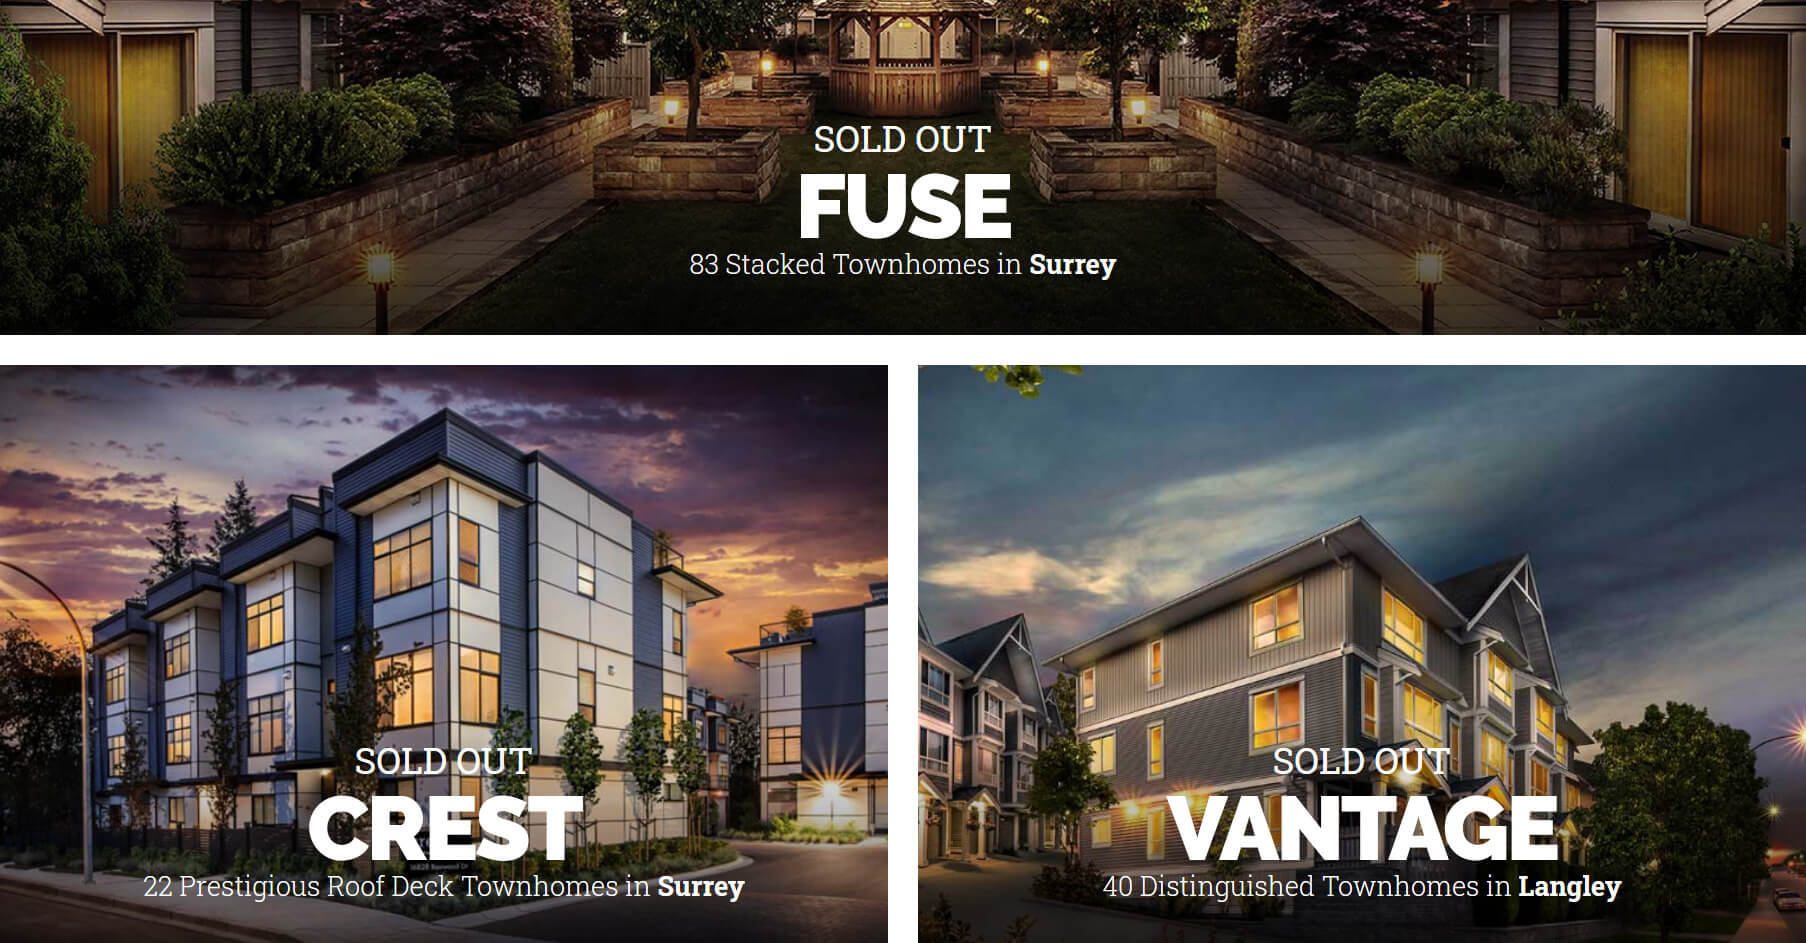 SOLD OUT
FUSE
83 Stacked Townhomes in Surrey
SOLD OUT
CREST
22 Prestigious Roof Deck Townhomes in Surrey
SOLD OUT
VANTAGE
40 Distinguished Townhomes in Langley